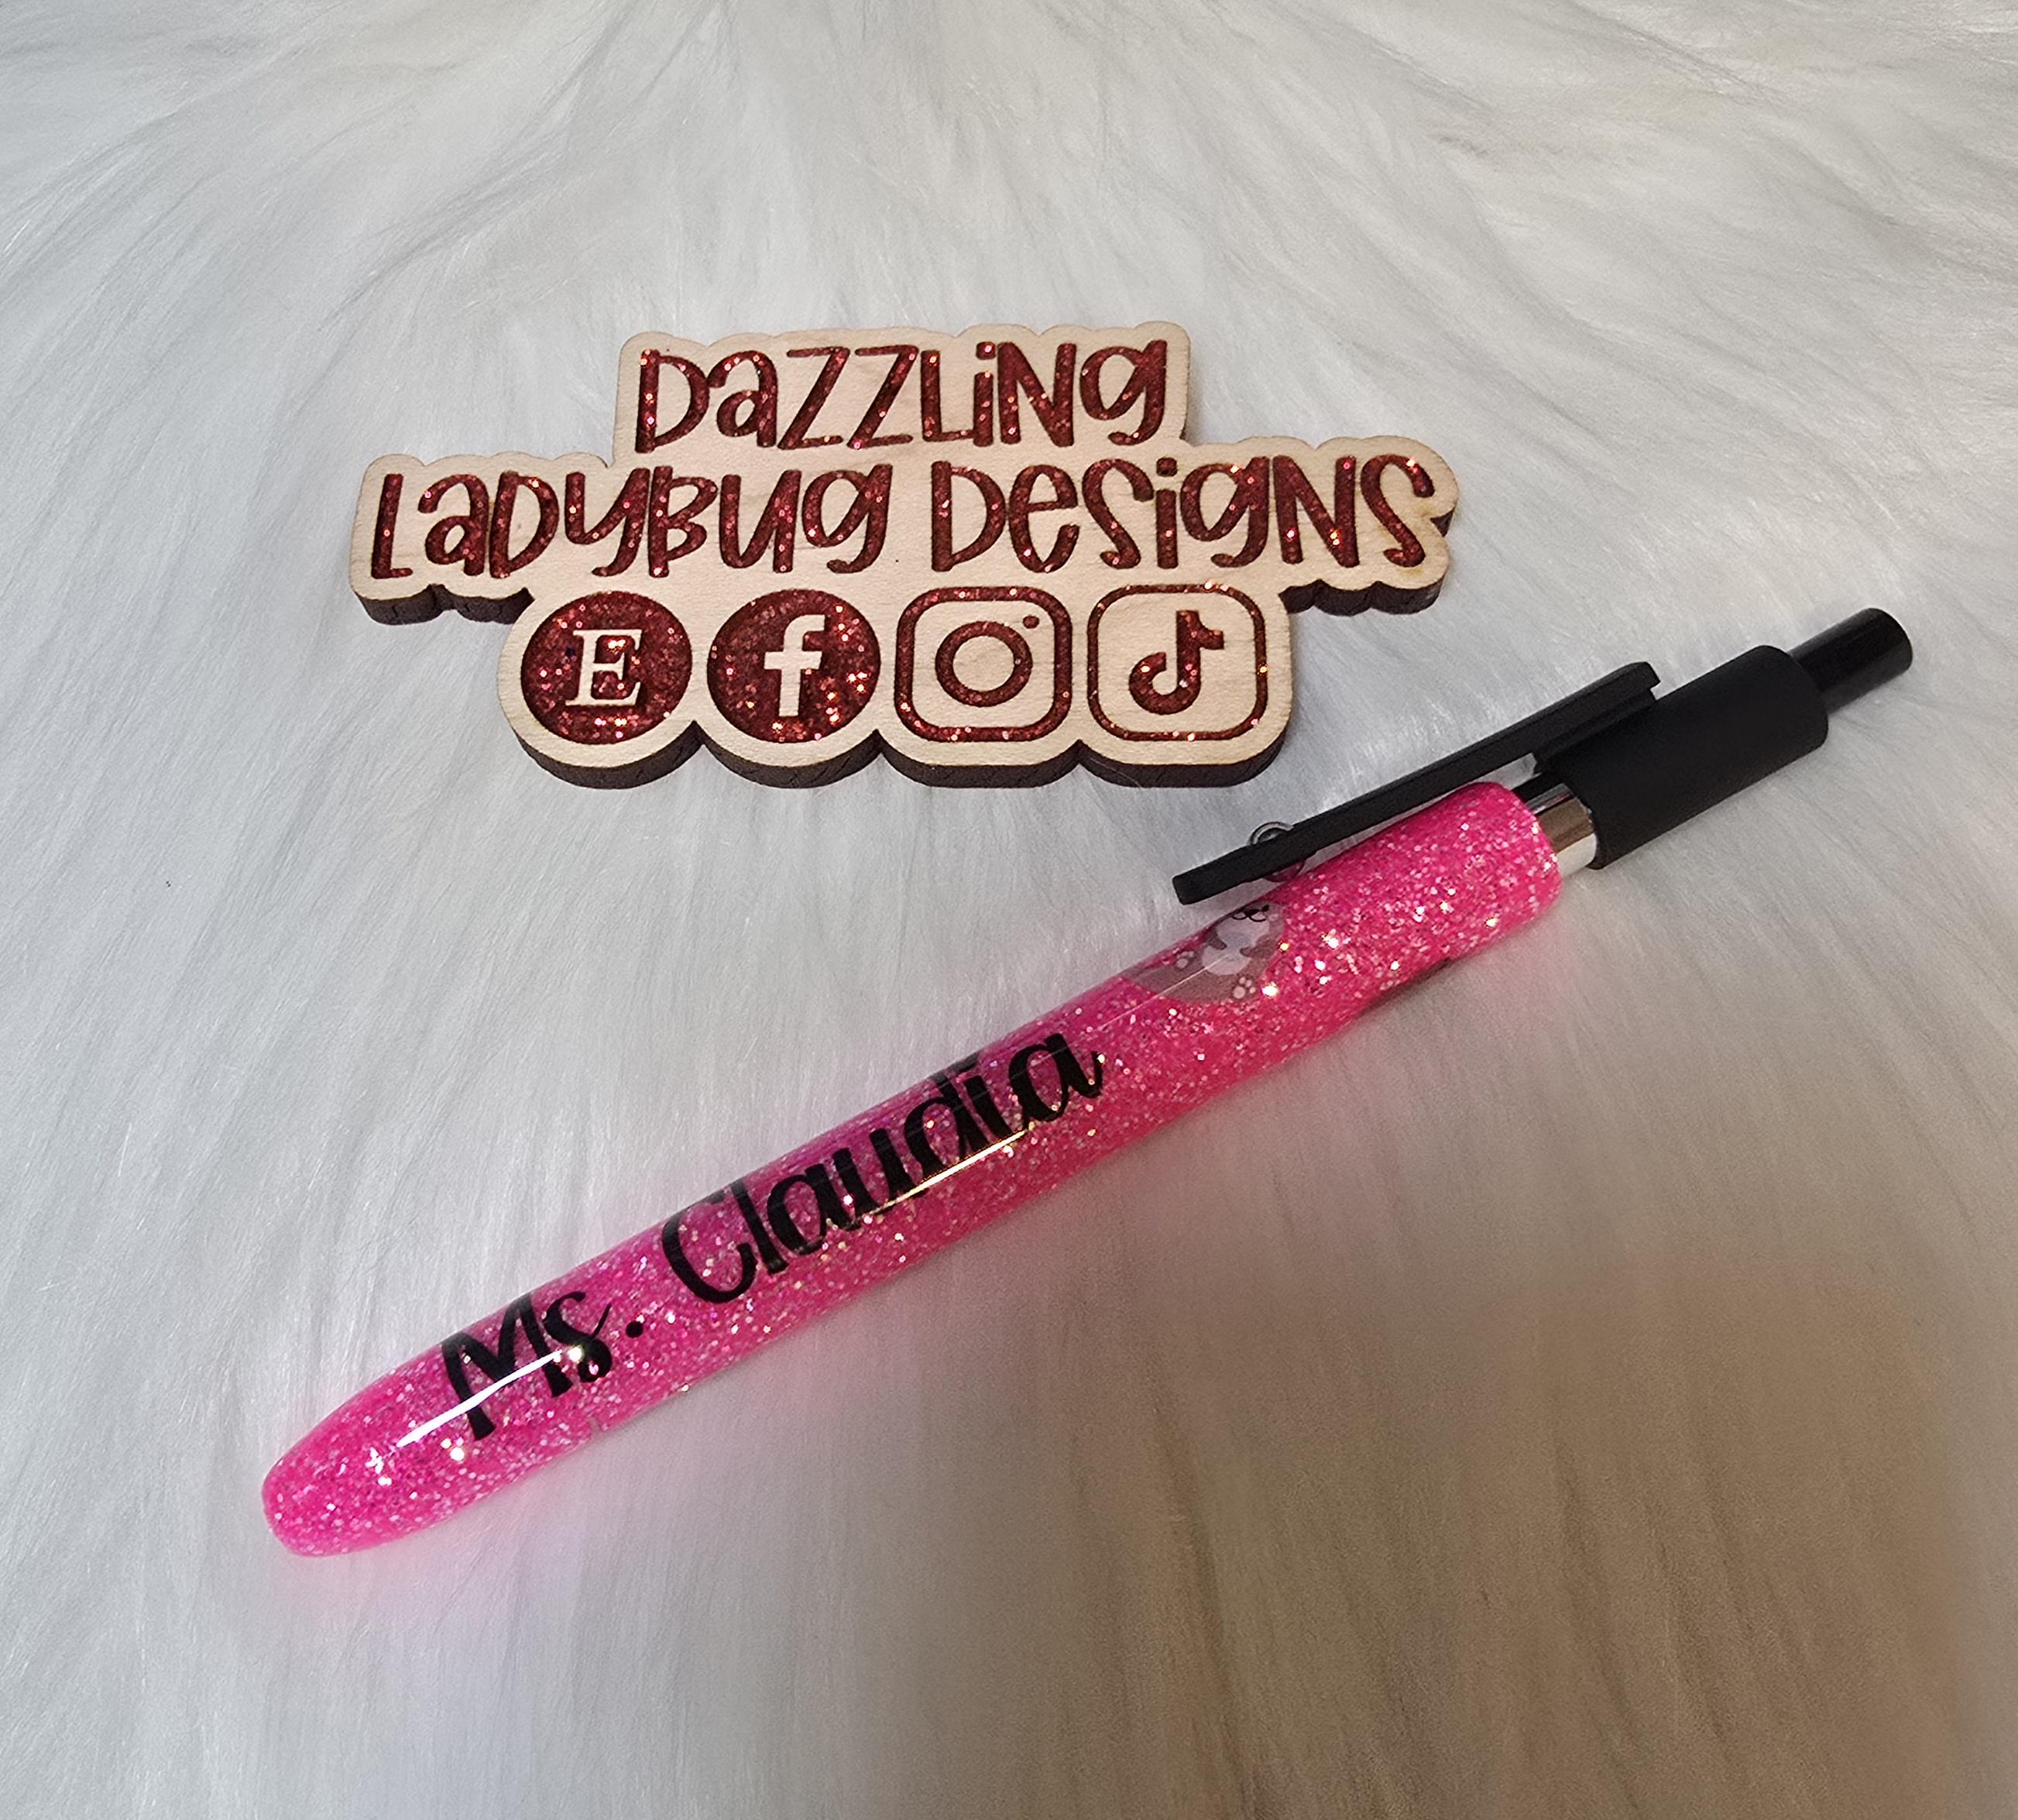 Dazzling
Ladybug Designs
E f
Ms. Claudia